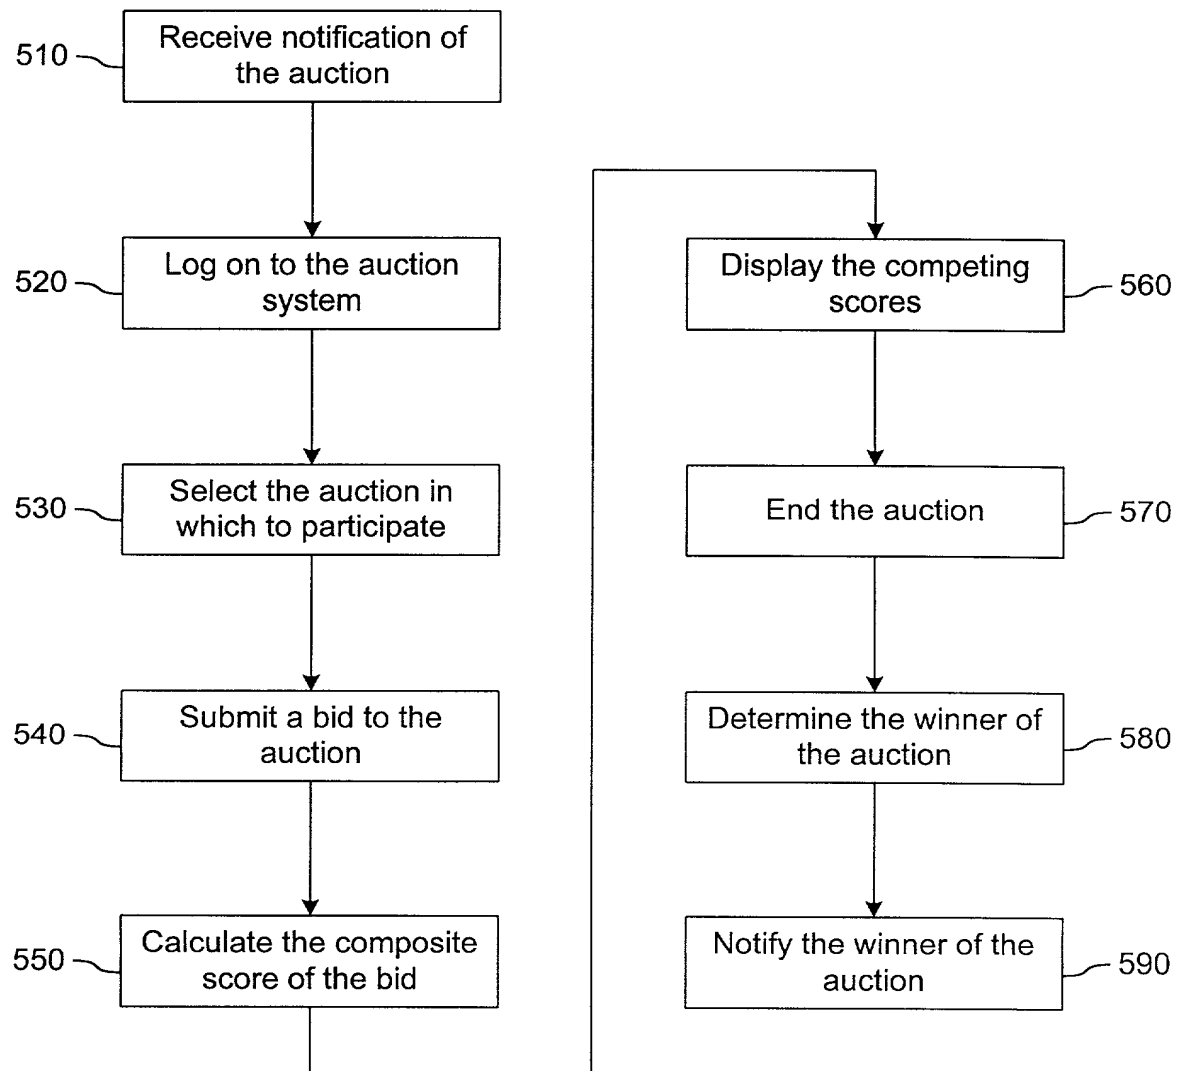 510
Receive notification of
the auction
520
Log on to the auction
system
530
Select the auction in
which to participate
540
Submit a bid to the
auction
550
Calculate the composite
score of the bid
Display the competing
scores
560
End the auction
570
Determine the winner of
the auction
580
Notify the winner of the
auction
590